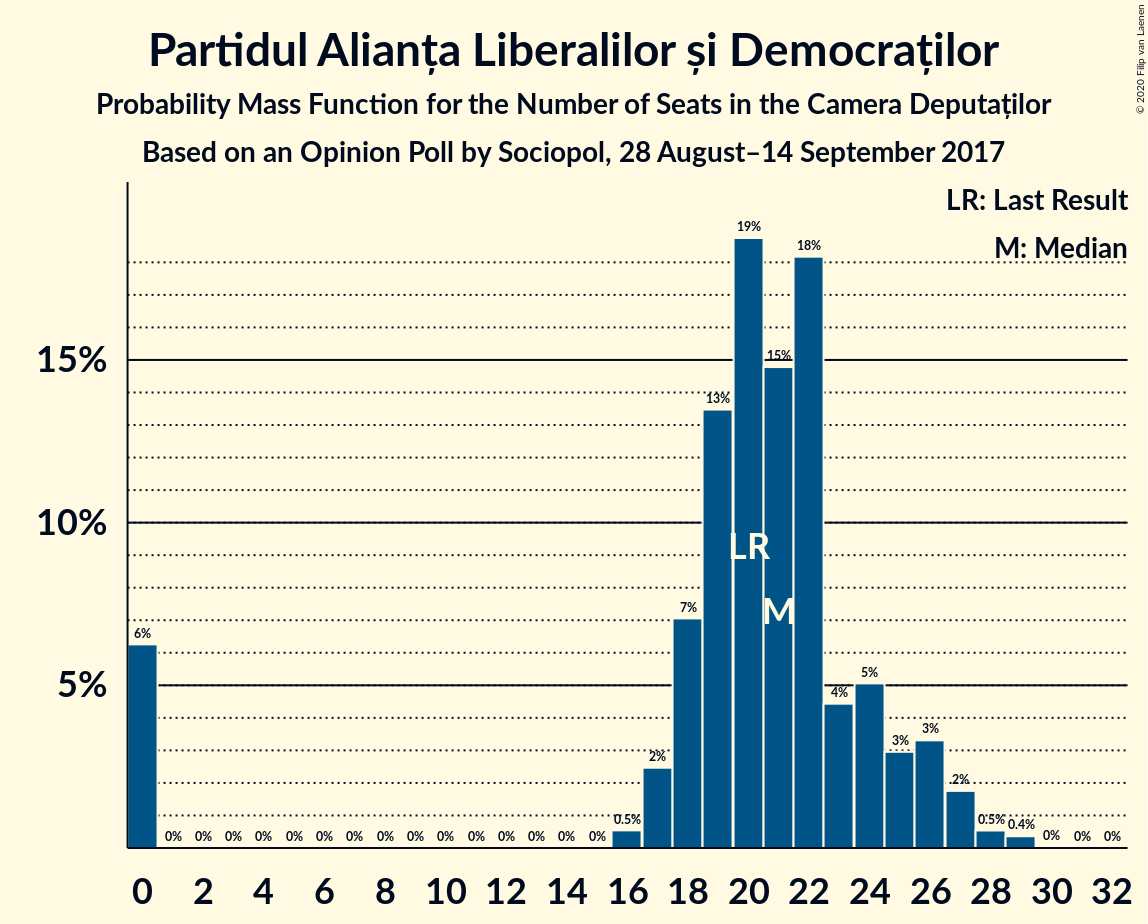 Partidul Alianța Liberalilor și Democraților
Probability Mass Function for the Number of Seats in the Camera Deputaților
Based on an Opinion Poll by Sociopol, 28 August–14 September 2017
© 2020 Filip van Laenen
LR: Last Result
M: Median
15%
10%
5%
6% 0% 0% 0% 0% 0% 0% 0% 0% 0% 0% 0% 0% 0% 0% 0% 0.5% 2% 7% 13% 19% 15% 18% 4% 5% 3% 3% 2% 0.5% 0.4% 0% 0% 0%
LR
M
0 2 4 6 8 10 12 14 16 18 20 22 24 26 28 30 32